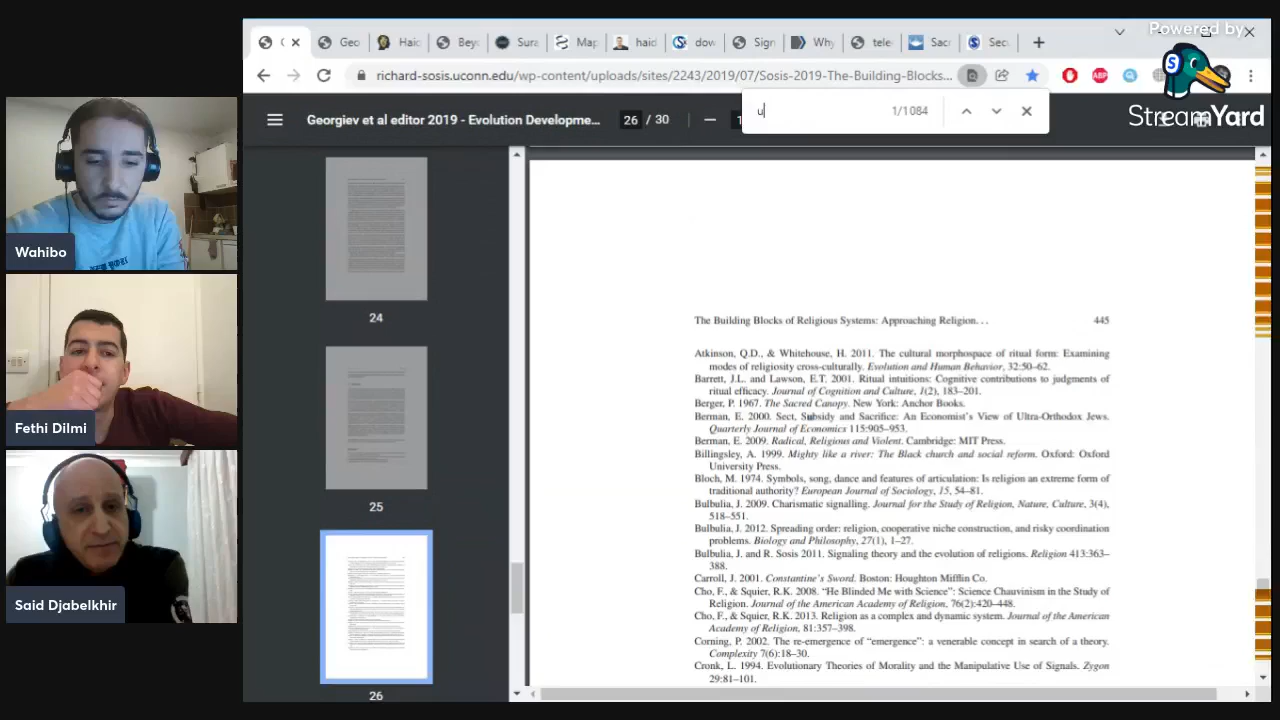 Powered by
StreamYard
G
Geo
Haid
Bey
Sura
Map
haid
dov
Sign
Why
tele
Sac
Sec
richard-sosis.uconn.edu/wp-content/uploads/sites/2243/2019/07/Sosis-2019-The-Building-Blocks...
ABP
u
1/1084
Georgiev et al editor 2019 - Evolution Developme...
26 / 30
24
25
26
Wahibo
Fethi Dilmi
Said Djabelkhir
The Building Blocks of Religious Systems: Approaching Religion. . .
445
Atkinson, Q.D., & Whitehouse, H. 2011. The cultural morphospace of ritual form: Examining
modes of religiosity cross-culturally. Evolution and Human Behavior, 32:50–62.
Barrett, J.L. and Lawson, E.T. 2001. Ritual intuitions: Cognitive contributions to judgments of
ritual efficacy. Journal of Cognition and Culture, 1(2), 183–201.
Berger, P. 1967. The Sacred Canopy. New York: Anchor Books.
Berman, E. 2000. Sect, Subsidy and Sacrifice: An Economist's View of Ultra-Orthodox Jews.
Quarterly Journal of Economics 115:905–953.
Berman, E. 2009. Radical, Religious and Violent. Cambridge: MIT Press.
Billingsley, A. 1999. Mighty like a river: The Black church and social reform. Oxford: Oxford
University Press.
Bloch, M. 1974. Symbols, song, dance and features of articulation: Is religion an extreme form of
traditional authority? European Journal of Sociology, 15, 54–81.
Bulbulia, J. 2009. Charismatic signalling. Journal for the Study of Religion, Nature, Culture, 3(4),
518–551.
Bulbulia, J. 2012. Spreading order: religion, cooperative niche construction, and risky coordination
problems. Biology and Philosophy, 27(1), 1–27.
Bulbulia, J. and R. Sosis 2011. Signaling theory and the evolution of religions. Religion 413:363–
388.
Carroll, J. 2001. Constantine's Sword. Boston: Houghton Mifflin Co.
Cho, F., & Squier, R.K. 2008. "He Blinded Me with Science": Science Chauvinism in the Study of
Religion. Journal of the American Academy of Religion, 76(2):420–448.
Cho, F., & Squier, R.K. 2013. Religion as a complex and dynamic system. Journal of the American
Academy of Religion, 81:357–398.
Corning, P. 2002. The re-emergence of "emergence": a venerable concept in search of a theory.
Complexity 7(6):18–30.
Cronk, L. 1994. Evolutionary Theories of Morality and the Manipulative Use of Signals. Zygon
29:81–101.